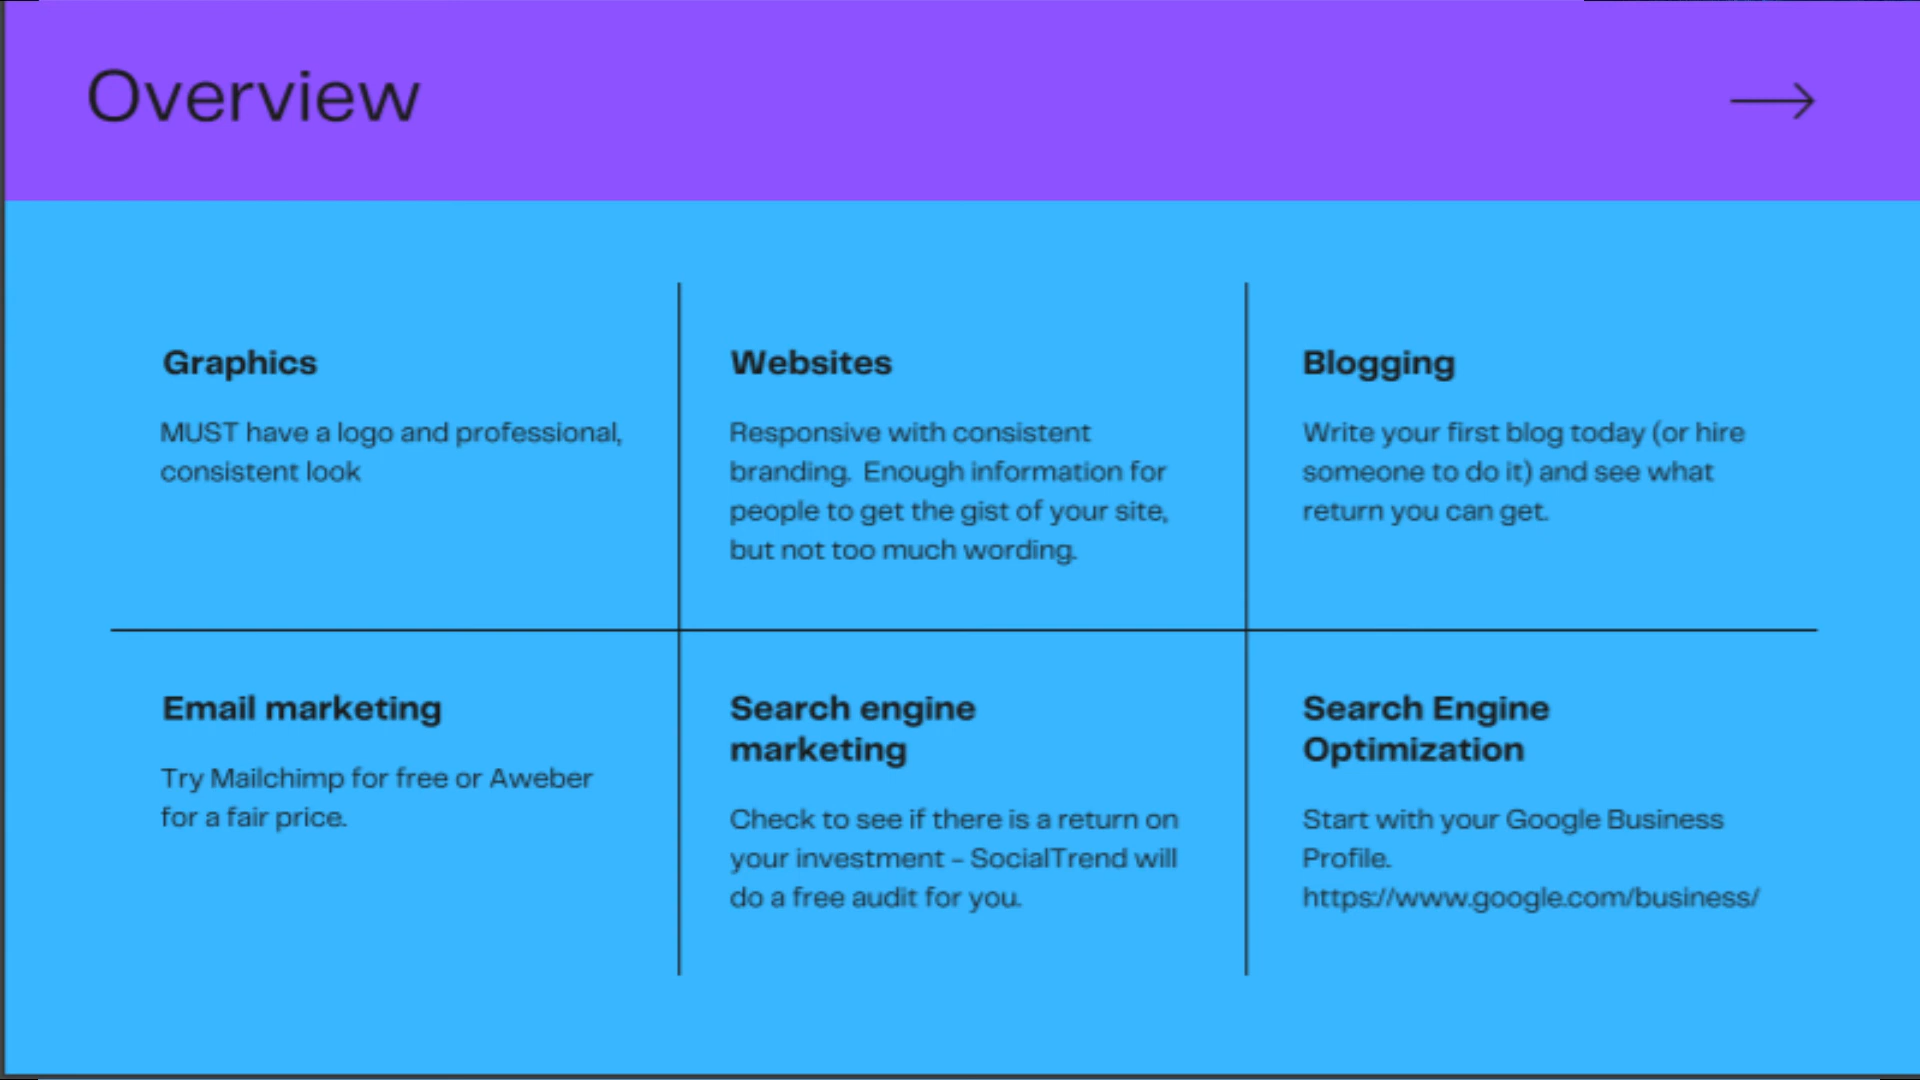 Overview
Graphics
MUST have a logo and professional,
consistent look
Websites
Responsive with consistent
branding.  Enough information for
people to get the gist of your site,
but not too much wording.
Blogging
Write your first blog today (or hire
someone to do it) and see what
return you can get.
Email marketing
Try Mailchimp for free or Aweber
for a fair price.
Search engine
marketing
Check to see if there is a return on
your investment - SocialTrend will
do a free audit for you.
Search Engine
Optimization
Start with your Google Business
Profile.
https://www.google.com/business/